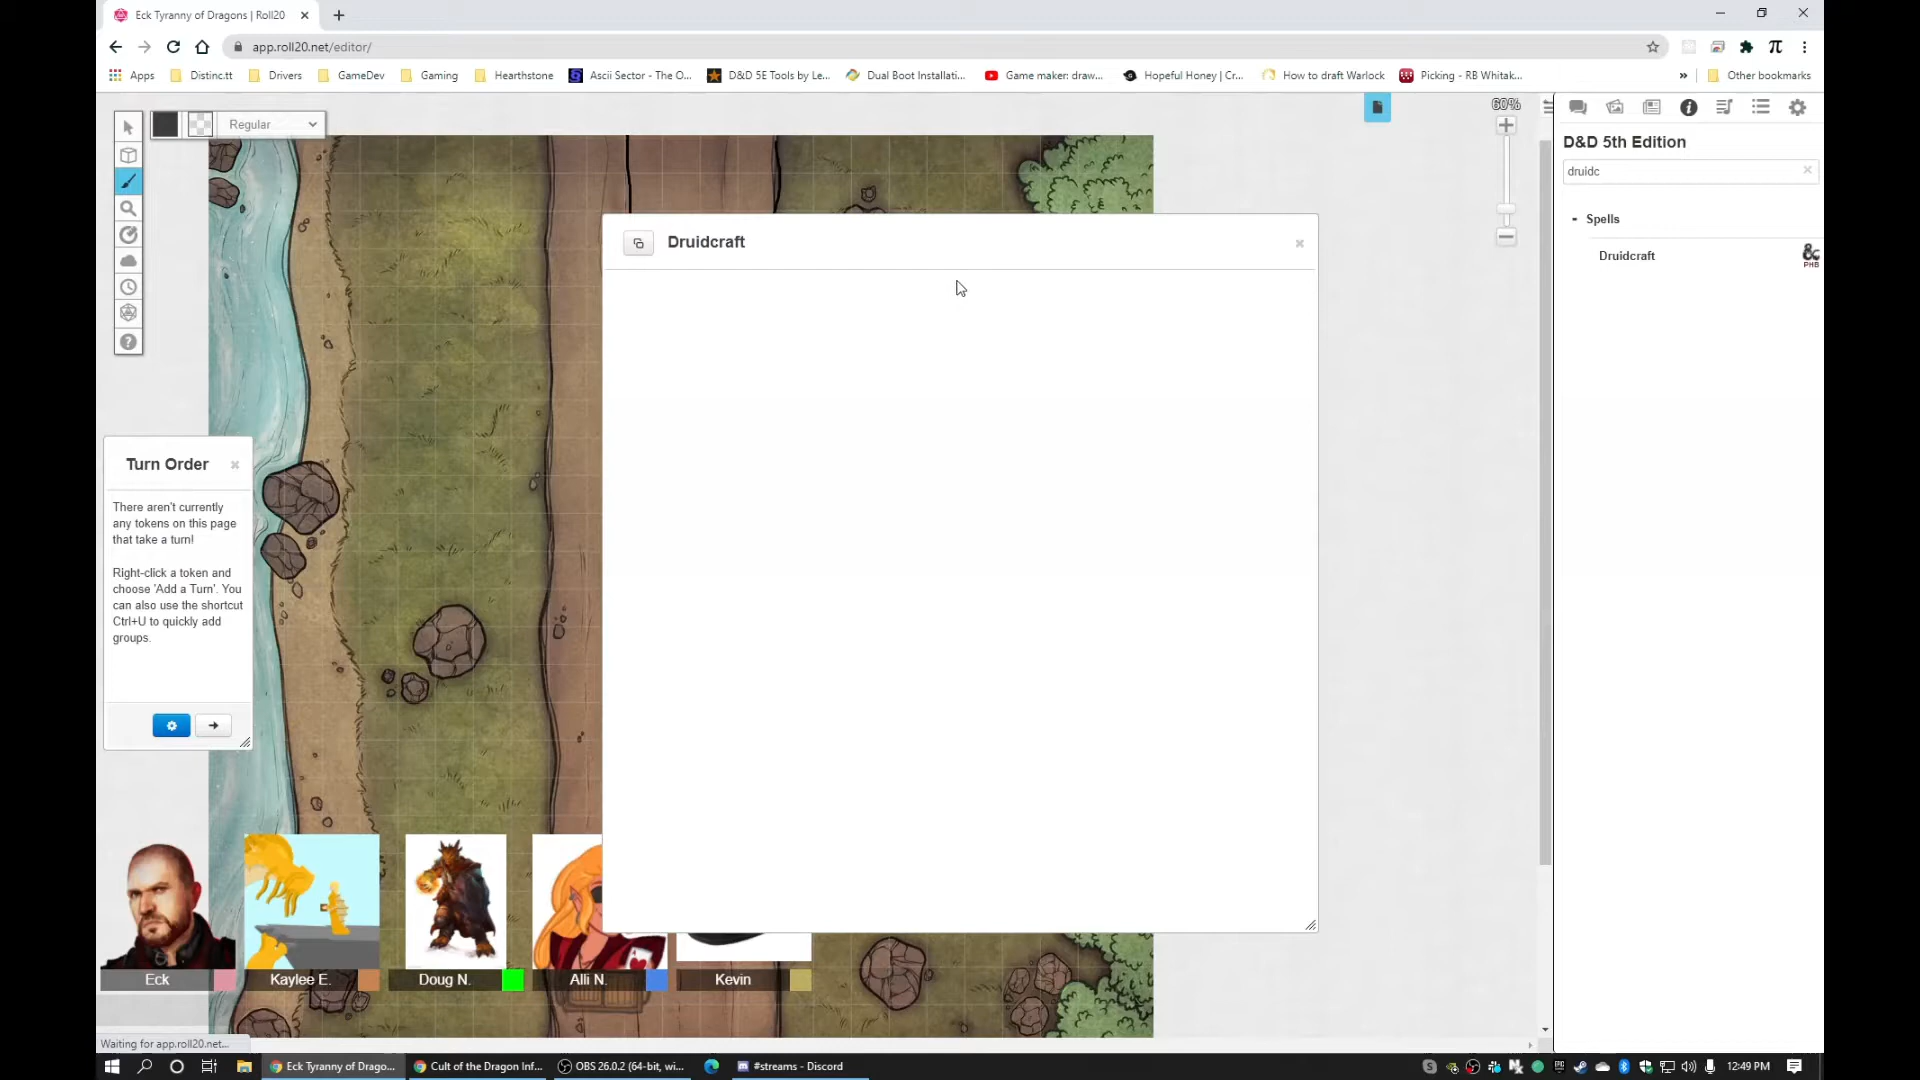 Eck Tyranny of Dragons | Roll20
app.roll20.net/editor/
Apps
Distinc.tt
Drivers
GameDev
Gaming
Hearthstone
Ascii Sector - The O...
D&D 5E Tools by Le...
Dual Boot Installati...
Game maker: draw...
Hopeful Honey | Cr...
How to draft Warlock
Picking - RB Whitak...
»
Other bookmarks
Regular
60%
D&D 5th Edition
druidc
Spells
Druidcraft
PHB
Druidcraft
Turn Order
There aren't currently
any tokens on this page
that take a turn!
Right-click a token and
choose 'Add a Turn'. You
can also use the shortcut
Ctrl+U to quickly add
groups.
Eck
Kaylee E.
Doug N.
Alli N.
Kevin
Waiting for app.roll20.net...
Eck Tyranny of Drago...
Cult of the Dragon Inf...
OBS 26.0.2 (64-bit, wi...
#streams - Discord
12:49 PM